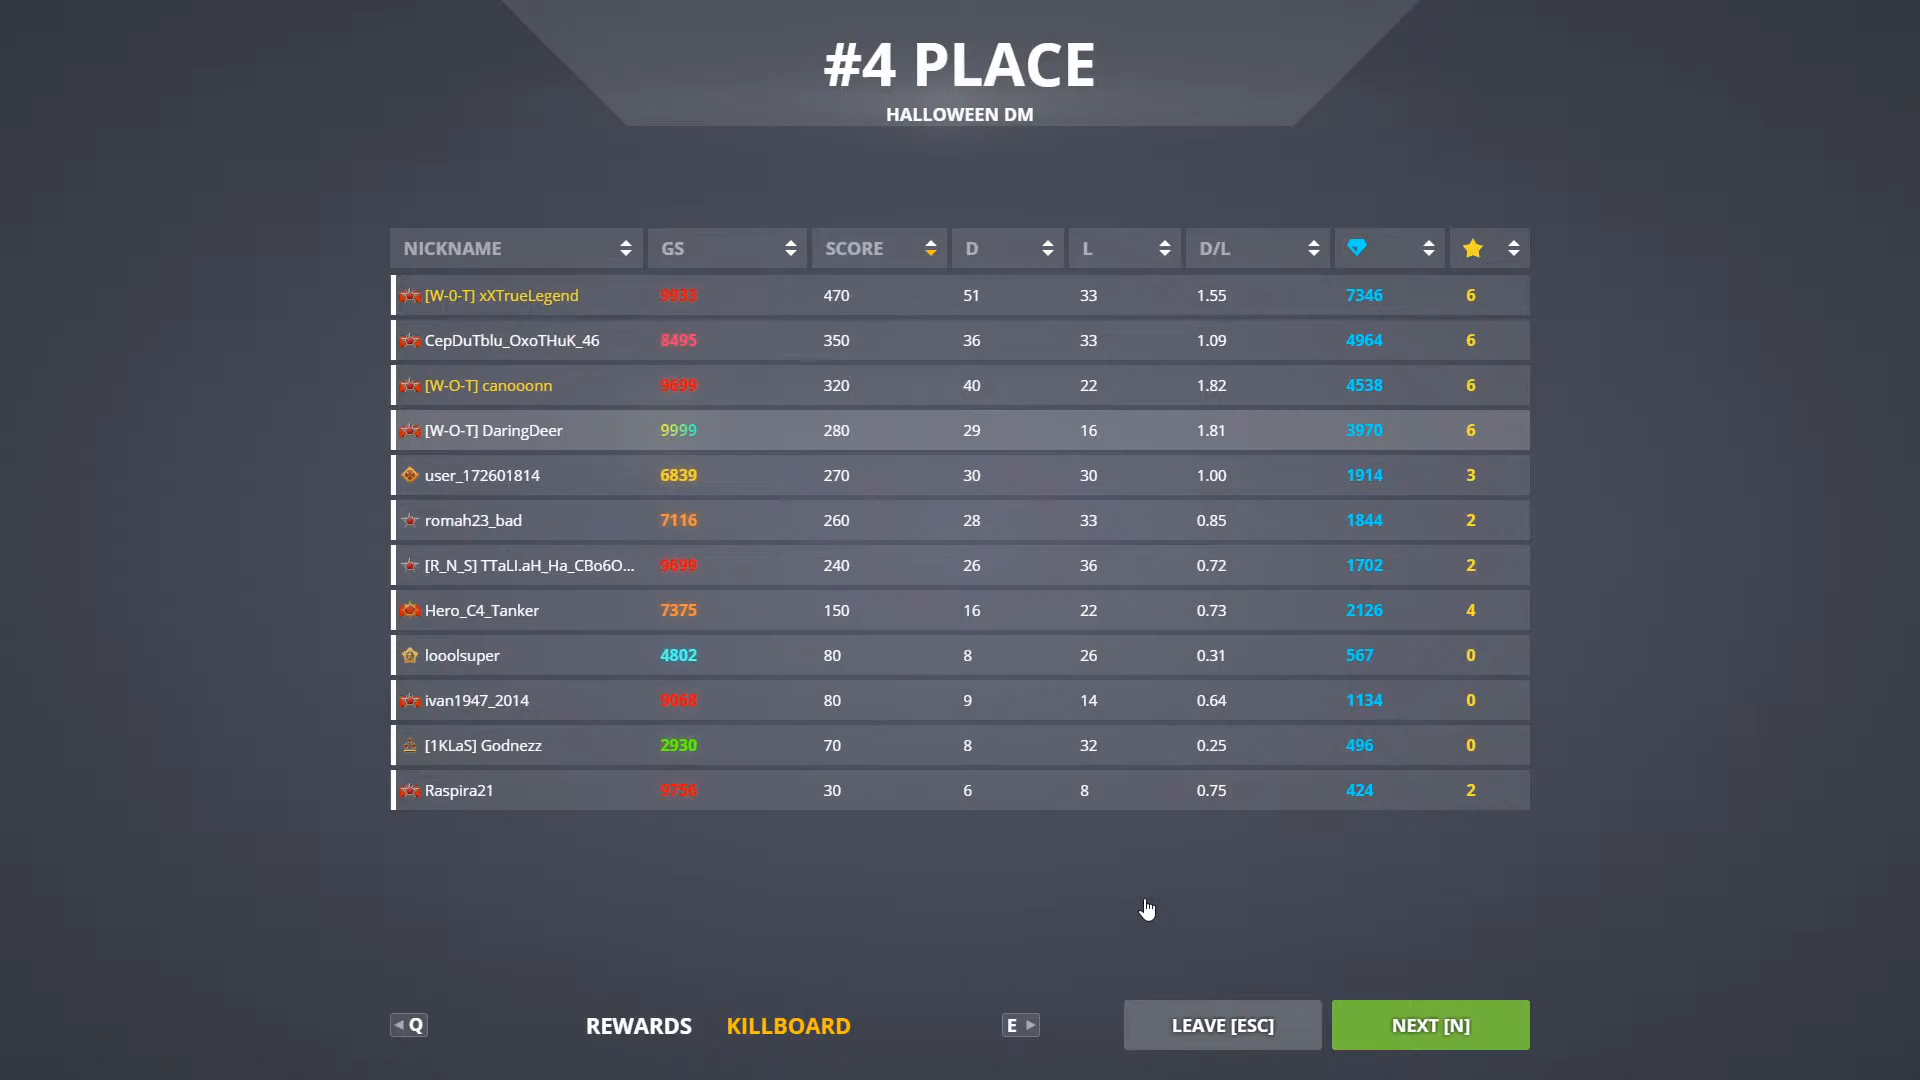 #4 PLACE
HALLOWEEN DM
NICKNAME GS SCORE D L D/L
[W-0-T] xXTrueLegend 9933 470 51 33 1.55 7346 6
CepDuTblu_OxoTHuK_46 8495 350 36 33 1.09 4964 6
[W-O-T] canooonn 9699 320 40 22 1.82 4538 6
[W-O-T] DaringDeer 9999 280 29 16 1.81 3970 6
user_172601814 6839 270 30 30 1.00 1914 3
romah23_bad 7116 260 28 33 0.85 1844 2
[R_N_S] TTaLI.aH_Ha_CBo6O... 9699 240 26 36 0.72 1702 2
Hero_C4_Tanker 7375 150 16 22 0.73 2126 4
looolsuper 4802 80 8 26 0.31 567 0
ivan1947_2014 9068 80 9 14 0.64 1134 0
[1KLaS] Godnezz 2930 70 8 32 0.25 496 0
Raspira21 9756 30 6 8 0.75 424 2
Q REWARDS KILLBOARD E LEAVE [ESC] NEXT [N]